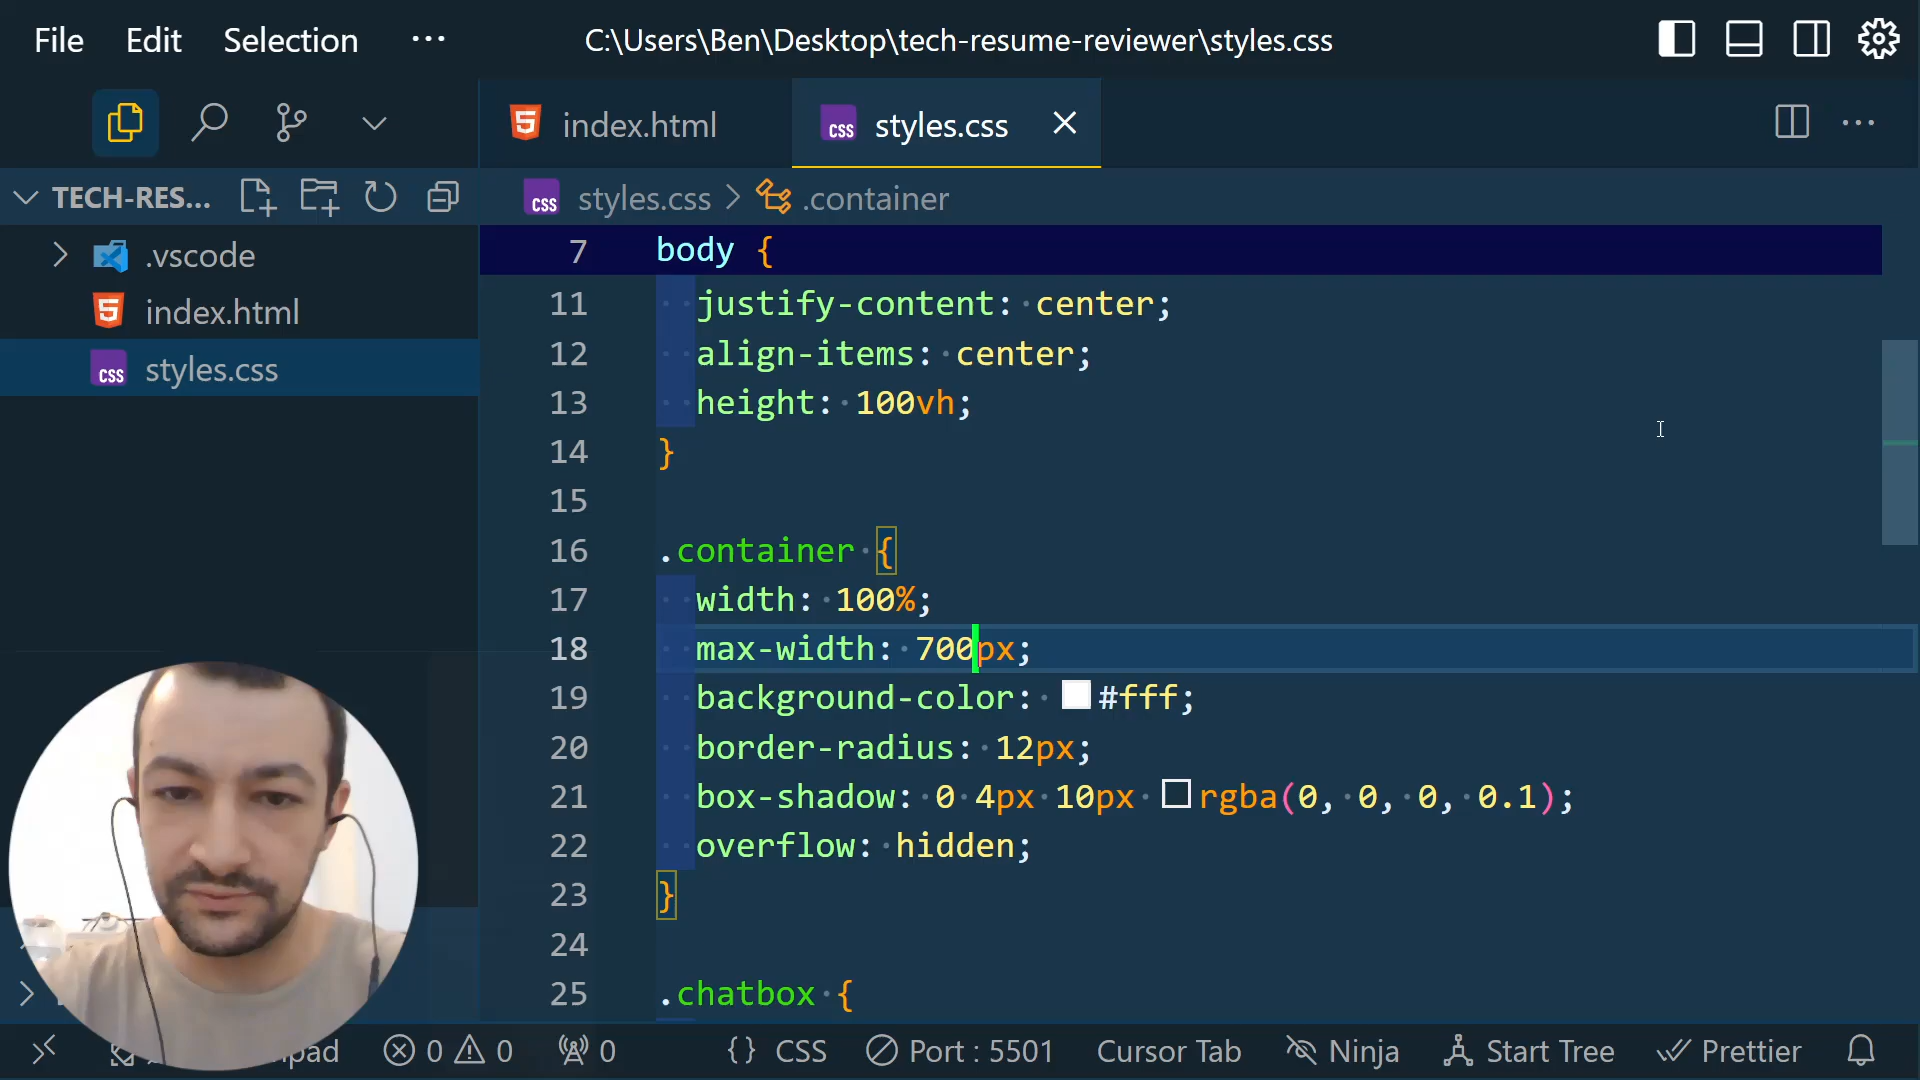 File Edit Selection ··· C:\Users\Ben\Desktop\tech-resume-reviewer\styles.css
index.html
styles.css
TECH-RES...
styles.css > .container
.vscode
index.html
styles.css
7 body {
11 justify-content: center;
12 align-items: center;
13 height: 100vh;
14 }
15
16 .container {
17 width: 100%;
18 max-width: 700px;
19 background-color: #fff;
20 border-radius: 12px;
21 box-shadow: 0 4px 10px rgba(0, 0, 0, 0.1);
22 overflow: hidden;
23 }
24
25 .chatbox {
0 0 0 {} CSS Port : 5501 Cursor Tab Ninja Start Tree Prettier